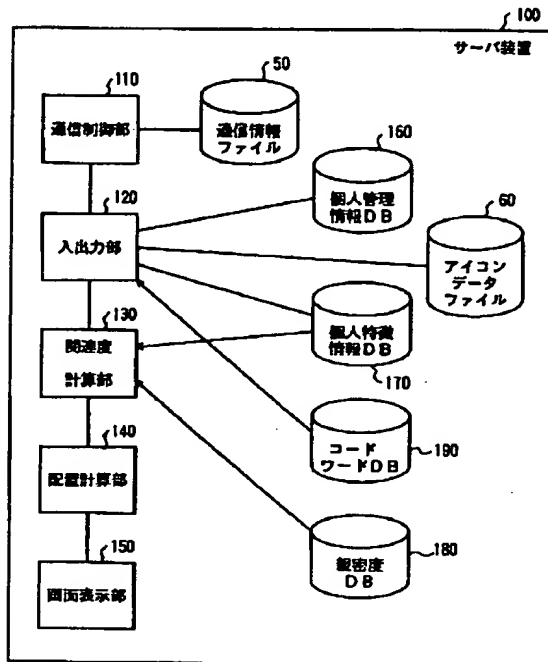 100
サーバ装置
110
通信制御部
50
通信情報
ファイル
160
個人管理
情報DB
120
入出力部
60
アイコン
データ
ファイル
130
関連度
計算部
個人特徴
情報DB
170
140
配置計算部
コード
ワードDB
190
150
画面表示部
親密度
DB
180